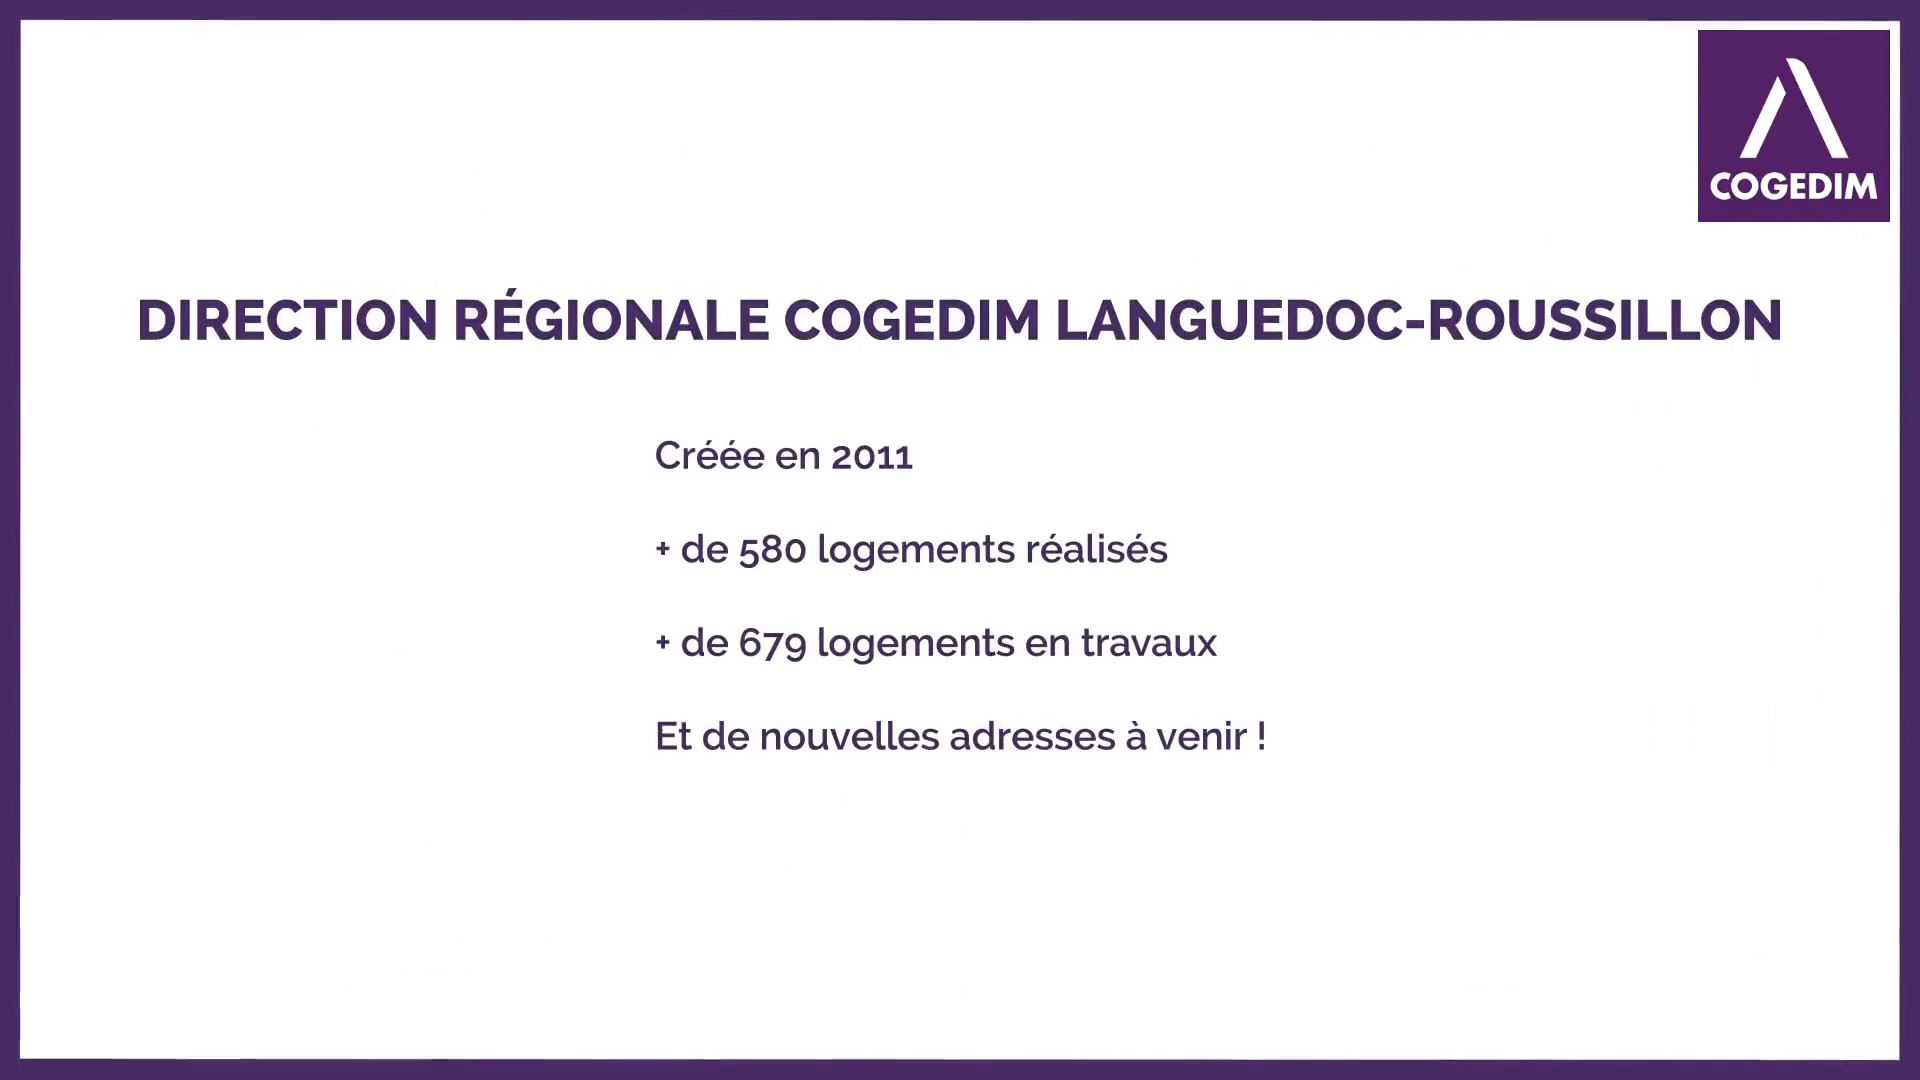 COGEDIM
DIRECTION RÉGIONALE COGEDIM LANGUEDOC-ROUSSILLON
Créée en 2011
+ de 580 logements réalisés
+ de 679 logements en travaux
Et de nouvelles adresses à venir !